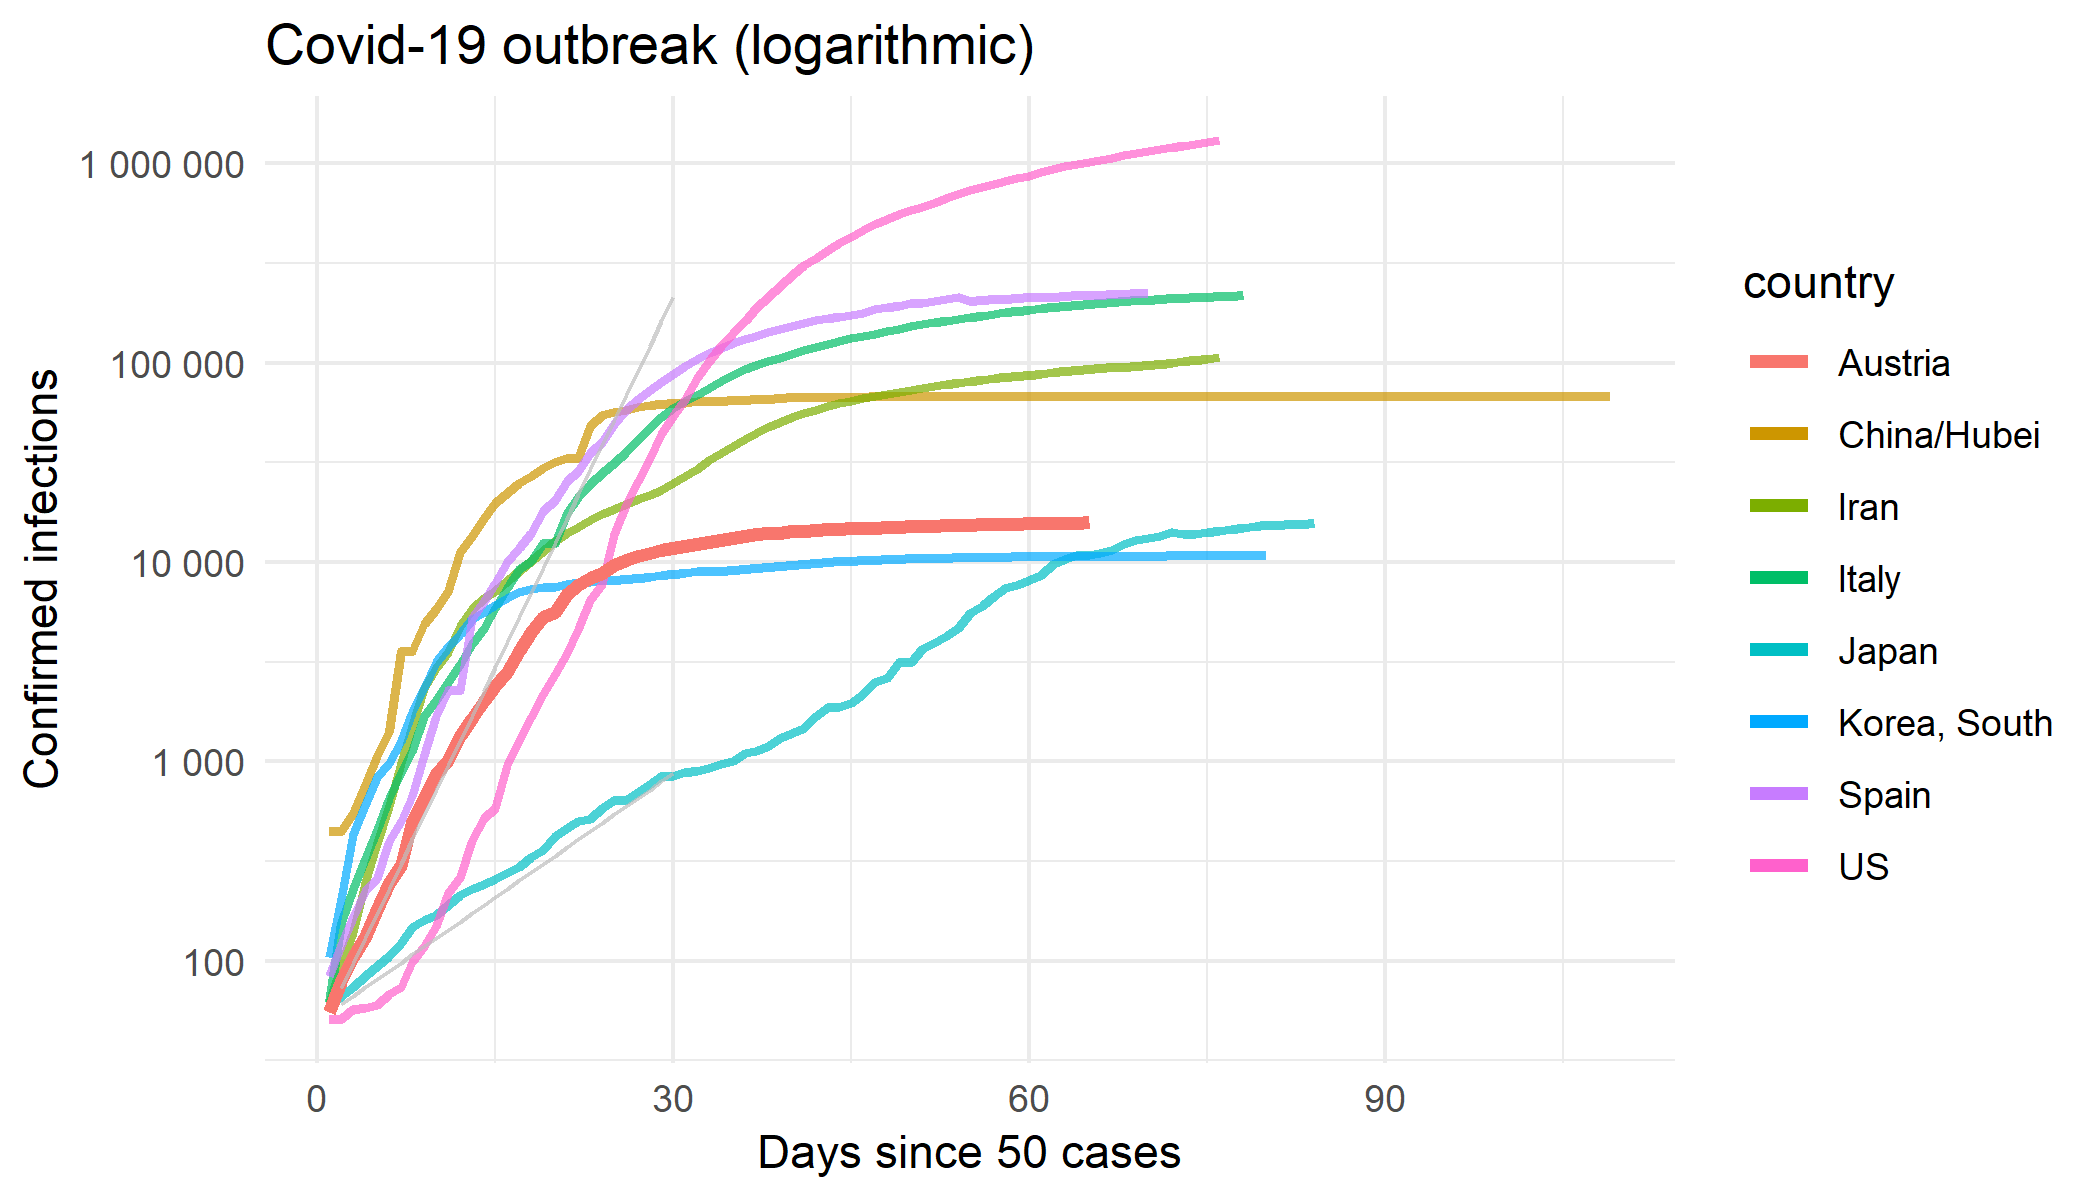 Covid-19 outbreak (logarithmic)
1 000 000
100 000
10 000
1 000
100
Confirmed infections
0 30 60 90
Days since 50 cases
country
Austria
China/Hubei
Iran
Italy
Japan
Korea, South
Spain
US